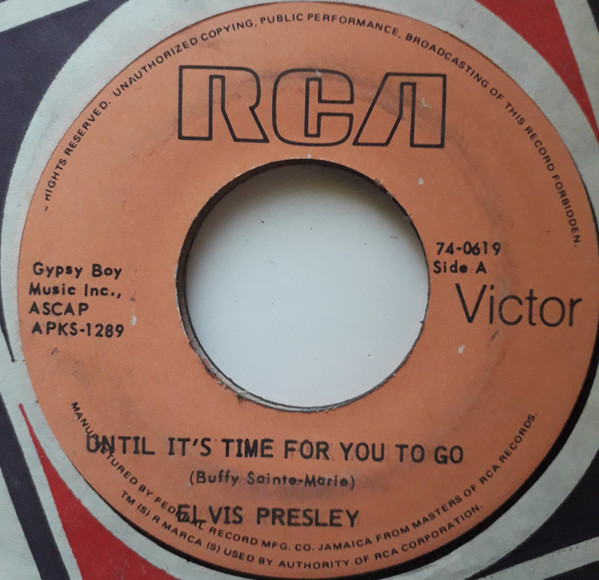 - RIGHTS RESERVED. UNAUTHORIZED COPYING, PUBLIC PERFORMANCE, BROADCASTING OF THIS RECORD FORBIDDEN.
RCA
74-0619
Side A
Victor
Gypsy Boy
Music Inc.,
ASCAP
APKS-1289
UNTIL IT'S TIME FOR YOU TO GO
(Buffy Sainte-Marie)
ELVIS PRESLEY
MANUFACTURED BY FEDERAL RECORD MFG. CO. JAMAICA FROM MASTERS OF RCA RECORDS.
TM (S) R MARCA (S) USED BY AUTHORITY OF RCA CORPORATION.